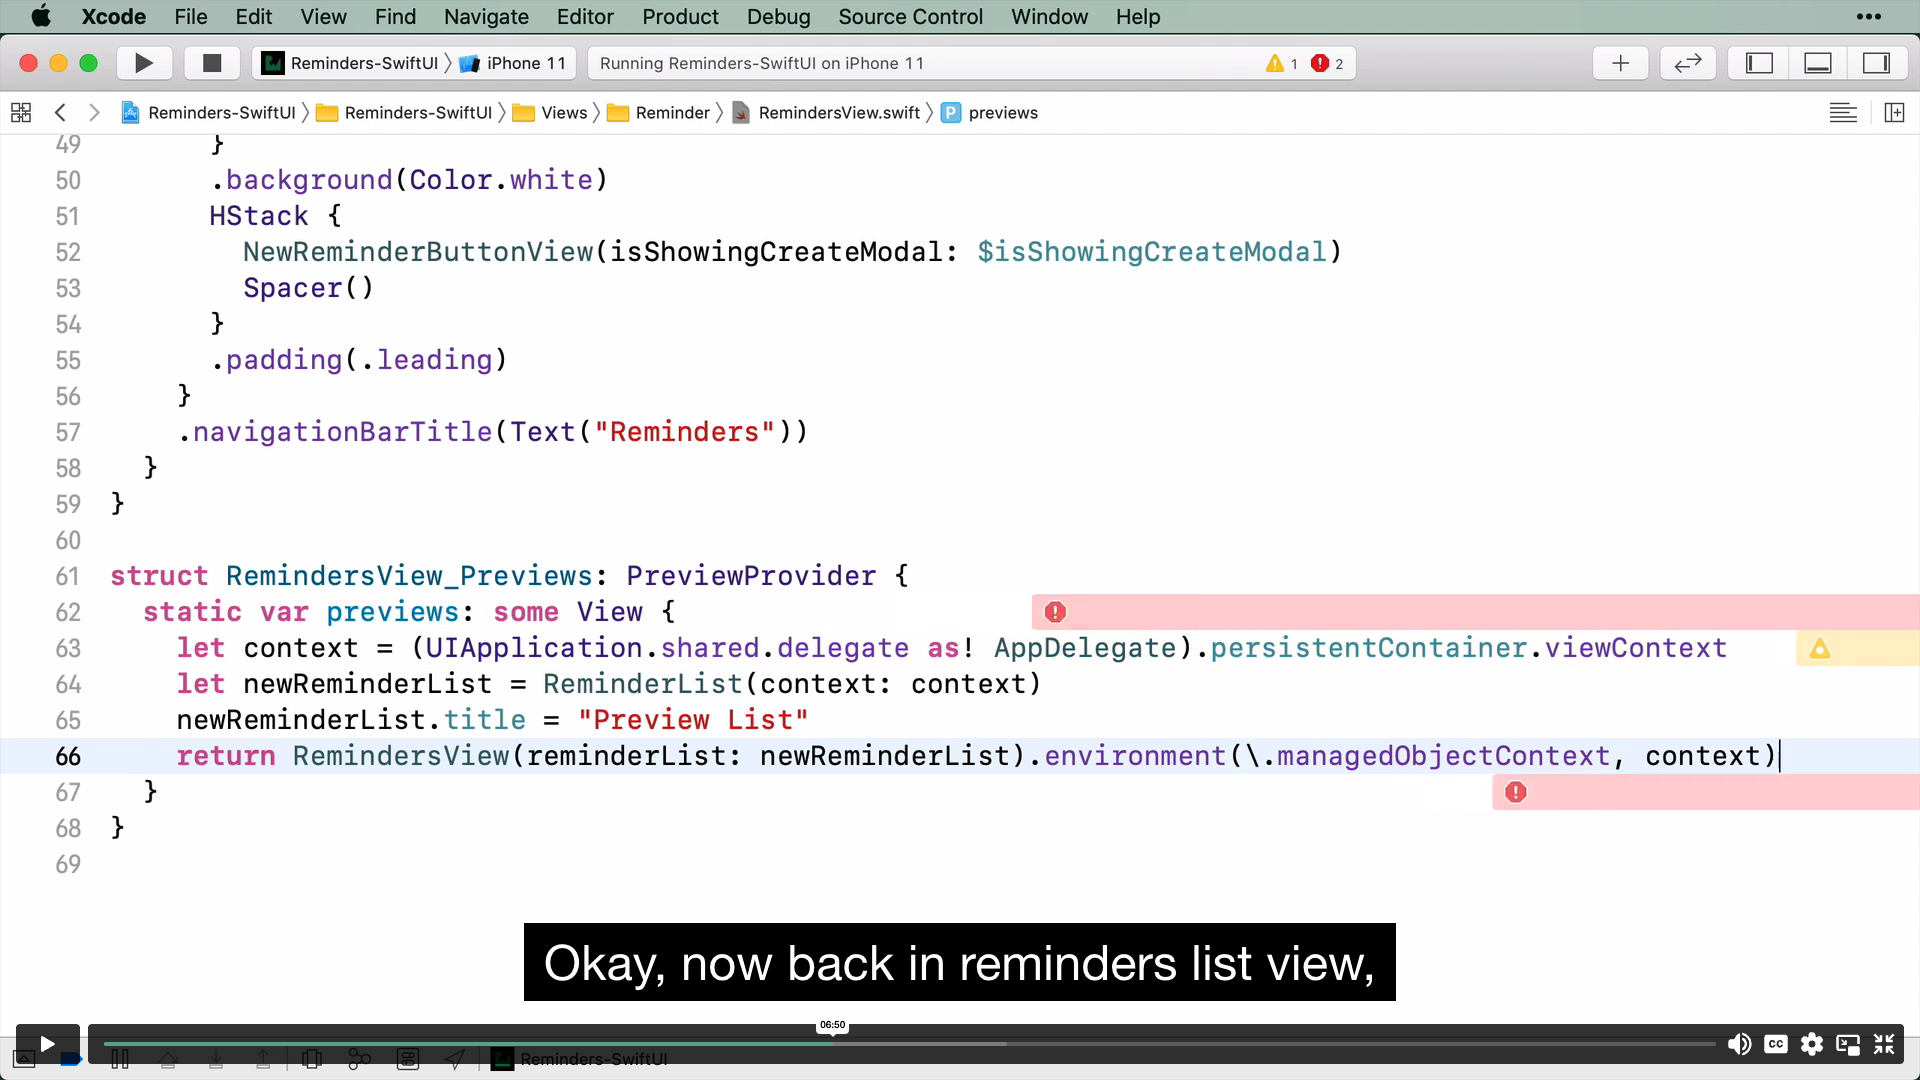 Xcode File Edit View Find Navigate Editor Product Debug Source Control Window Help
Reminders-SwiftUI iPhone 11 Running Reminders-SwiftUI on iPhone 11 1 2
Reminders-SwiftUI Reminders-SwiftUI Views Reminder RemindersView.swift P previews
49 }
50 .background(Color.white)
51 HStack {
52 NewReminderButtonView(isShowingCreateModal: $isShowingCreateModal)
53 Spacer()
54 }
55 .padding(.leading)
56 }
57 .navigationBarTitle(Text("Reminders"))
58 }
59 }
60
61 struct RemindersView_Previews: PreviewProvider {
62 static var previews: some View {
63 let context = (UIApplication.shared.delegate as! AppDelegate).persistentContainer.viewContext
64 let newReminderList = ReminderList(context: context)
65 newReminderList.title = "Preview List"
66 return RemindersView(reminderList: newReminderList).environment(\.managedObjectContext, context)
67 }
68 }
69
Okay, now back in reminders list view,
06:50
CC
Reminders-SwiftUI